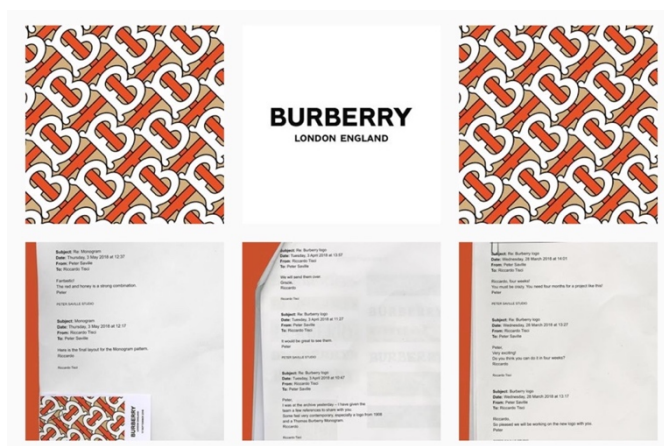 BURBERRY
LONDON ENGLAND
Subject: Re: Monogram
Date: Thursday, 3 May 2018 at 12:37
From: Peter Saville
To: Riccardo Tisci
Fantastic!
The red and honey is a strong combination.
Peter
PETER SAVILLE STUDIO
Subject: Monogram
Date: Thursday, 3 May 2018 at 12:17
From: Riccardo Tisci
To: Peter Saville
Here is the final layout for the Monogram pattern.
Riccardo
Riccardo Tisci
BURBERRY
Subject: Re: Burberry logo
Date: Tuesday, 3 April 2018 at
From: Riccardo Tisci
To: Peter Saville
We will send them over.
Grazie,
Riccardo
Riccardo Tisci
Subject: Re: Burberry logo
Date: Tuesday, 3 April 2018 at 11:27
From: Peter Saville
To: Riccardo Tisci
It would be great to see them.
Peter
PETER SAVILLE STUDIO
Subject: Re: Burberry logo
Date: Tuesday, 3 April 2018 at 10:47
From: Riccardo Tisci
To: Peter Saville
Peter,
I was at the archive yesterday – I have given the
team a few references to share with you.
Some feel very contemporary, especially a logo from 1908
and a Thomas Burberry Monogram.
Riccardo
Subject: Re: Burberry logo
Date: Wednesday, 28 March 2018 at 14:01
From: Peter Saville
To: Riccardo Tisci
Riccardo, four weeks!
You must be crazy. You need four months for a project like this!
PETER SAVILLE STUDIO
Subject: Re: Burberry logo
Date: Wednesday, 28 March 2018 at 13:27
From: Riccardo Tisci
To: Peter Saville
Peter,
Very exciting!
Do you think you can do it in four weeks?
Riccardo
Riccardo Tisci
Subject: Re: Burberry logo
Date: Wednesday, 28 March 2018 at 13:17
From: Peter Saville
To: Riccardo Tisci
Riccardo,
So pleased we will be working on the new logo with you.
Peter